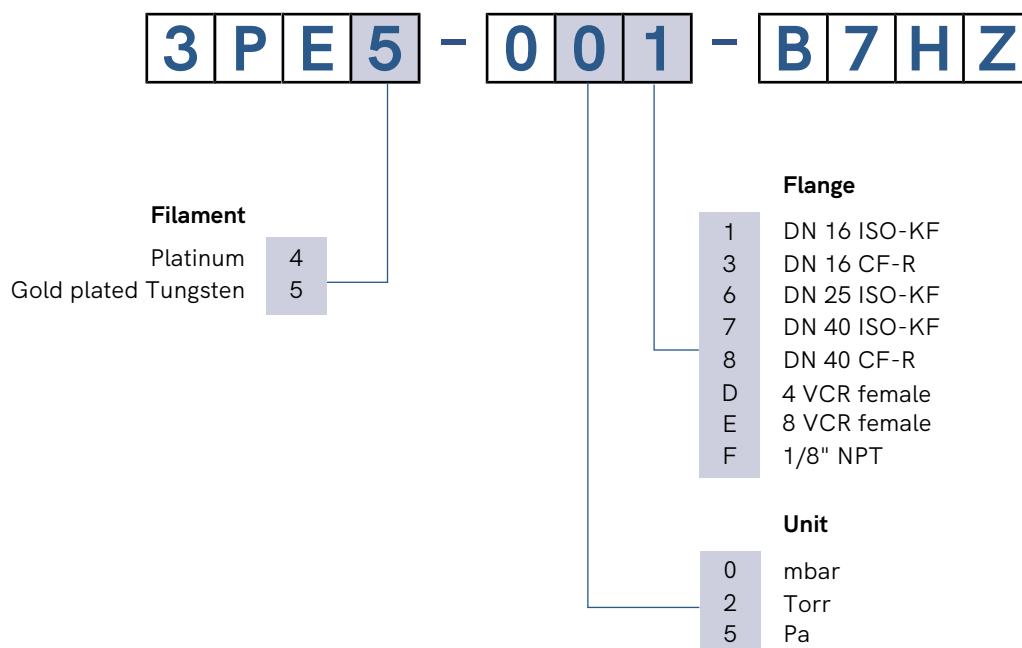 3PE5 - 001 - B7HZ
Filament
Platinum 4
Gold plated Tungsten 5
Flange
1 DN 16 ISO-KF
3 DN 16 CF-R
6 DN 25 ISO-KF
7 DN 40 ISO-KF
8 DN 40 CF-R
D 4 VCR female
E 8 VCR female
F 1/8" NPT
Unit
0 mbar
2 Torr
5 Pa